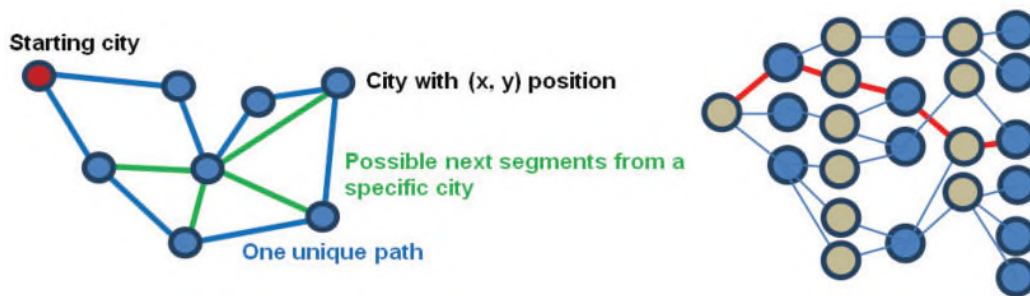 Starting city
City with (x, y) position
Possible next segments from a
specific city
One unique path